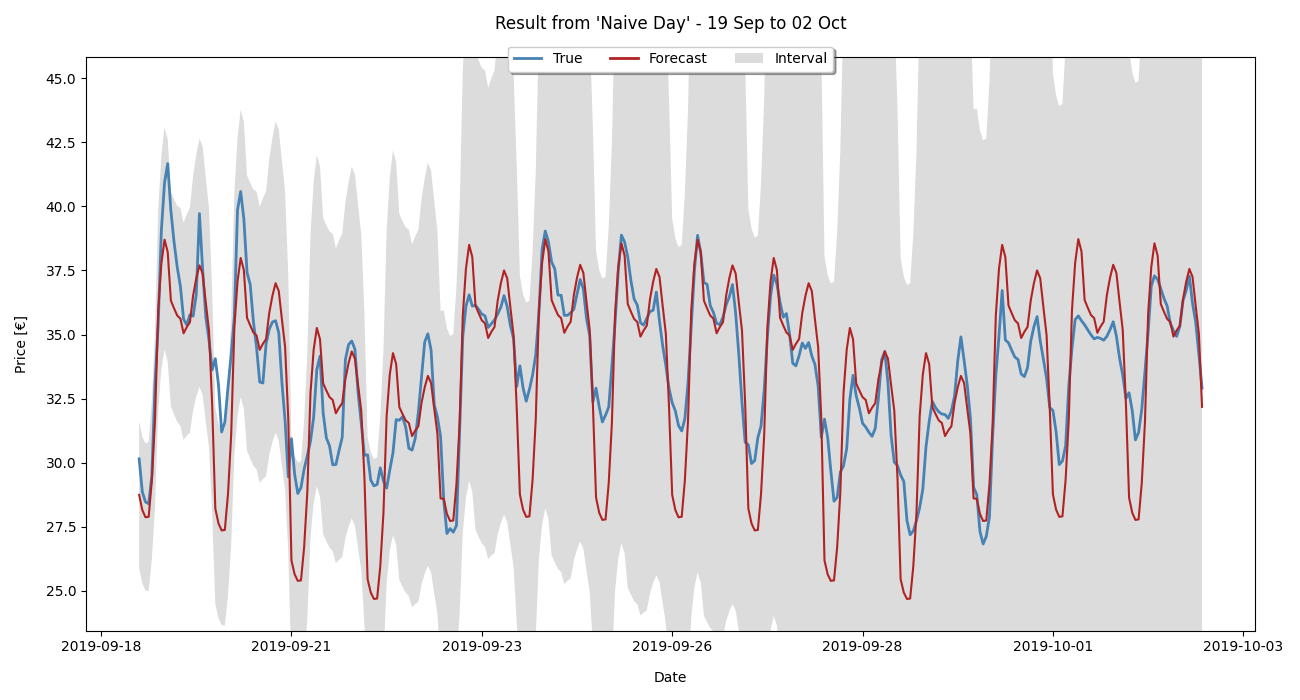 Result from 'Naive Day' - 19 Sep to 02 Oct
True Forecast Interval
45.0
42.5
40.0
37.5
35.0
32.5
30.0
27.5
25.0
Price [€]
2019-09-18 2019-09-21 2019-09-23 2019-09-26 2019-09-28 2019-10-01 2019-10-03
Date